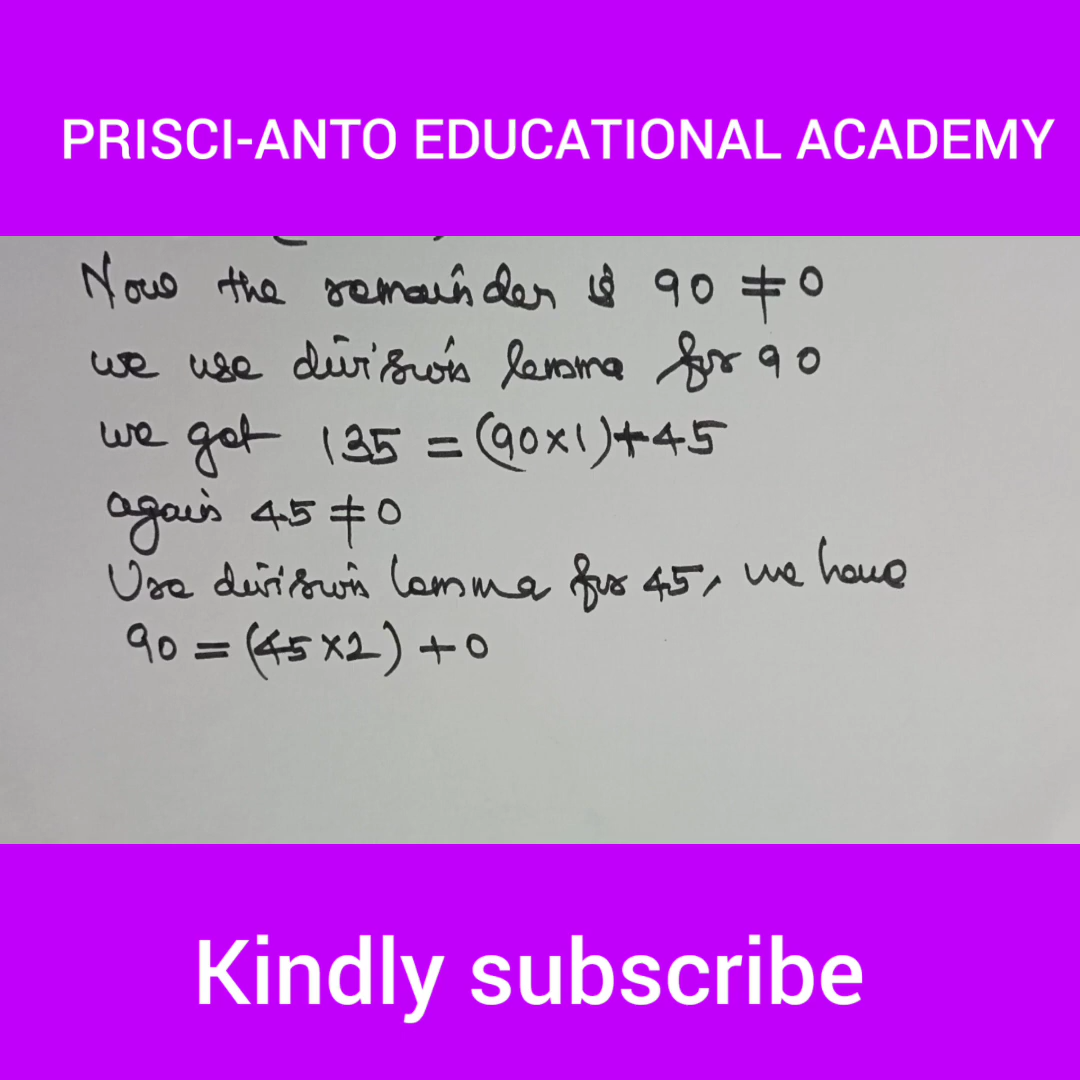 PRISCI-ANTO EDUCATIONAL ACADEMY
Now the remainder is 90 ≠ 0
we use division lemma for 90
we get 135 = (90×1)+45
again 45 ≠ 0
Use division lemma for 45, we have
90 = (45×2) + 0
Kindly subscribe